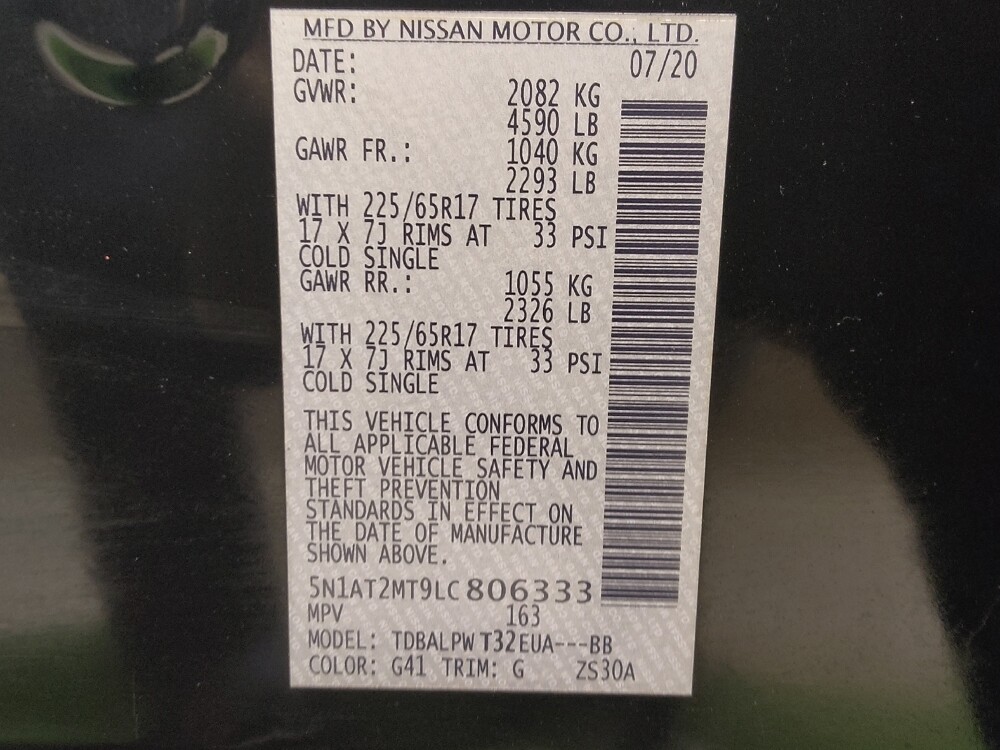 MFD BY NISSAN MOTOR CO., LTD.
DATE: 07/20
GVWR: 2082 KG
4590 LB
GAWR FR.: 1040 KG
2293 LB
WITH 225/65R17 TIRES
17 X 7J RIMS AT 33 PSI
COLD SINGLE
GAWR RR.: 1055 KG
2326 LB
WITH 225/65R17 TIRES
17 X 7J RIMS AT 33 PSI
COLD SINGLE
THIS VEHICLE CONFORMS TO
ALL APPLICABLE FEDERAL
MOTOR VEHICLE SAFETY AND
THEFT PREVENTION
STANDARDS IN EFFECT ON
THE DATE OF MANUFACTURE
SHOWN ABOVE.
5N1AT2MT9LC806333
MPV 163
MODEL: TDBALPW T32EUA---BB
COLOR: G41 TRIM: G ZS30A